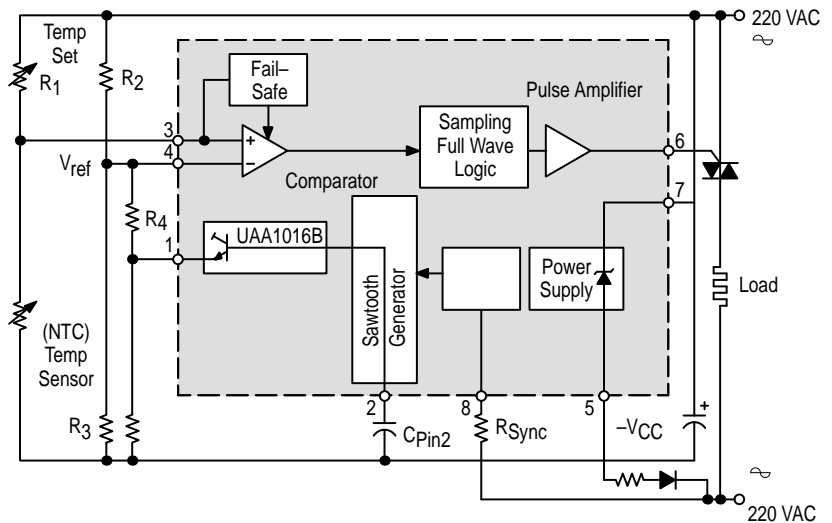 220 VAC
Temp
Set
R1
R2
Fail–
Safe
Pulse Amplifier
3
+
4
–
Sampling
Full Wave
Logic
6
Vref
Comparator
7
R4
1
UAA1016B
Sawtooth
Generator
Power
Supply
Load
(NTC)
Temp
Sensor
2
8
5
R3
CPin2
RSync
–VCC
+
220 VAC